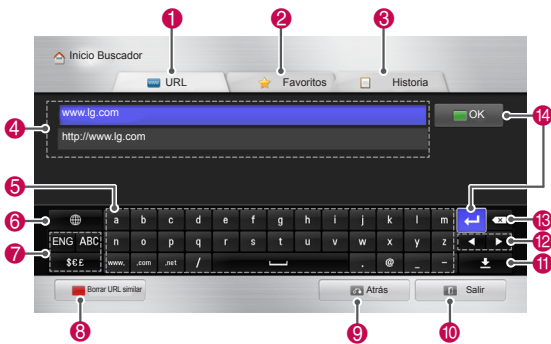 1 2 3
Inicio Buscador
URL Favoritos Historia
4 www.lg.com OK 14
http://www.lg.com
5
6 a b c d e f g h i j k l m 13
7 ENG ABC n o p q r s t u v w x y z 12
$€£ www. .com .net / . @ _ - 11
Borrar URL similar Atrás Salir
8 9 10